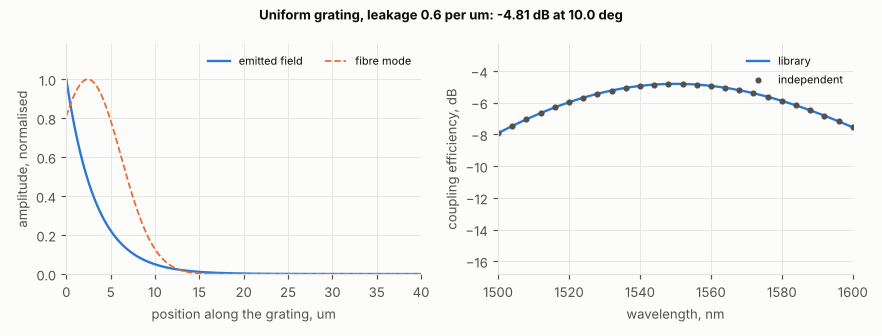 Uniform grating, leakage 0.6 per um: -4.81 dB at 10.0 deg
emitted field
fibre mode
1.0
0.8
0.6
0.4
0.2
0.0
amplitude, normalised
0 5 10 15 20 25 30 35 40
position along the grating, um
library
independent
−4
−6
−8
−10
−12
−14
−16
coupling efficiency, dB
1500 1520 1540 1560 1580 1600
wavelength, nm